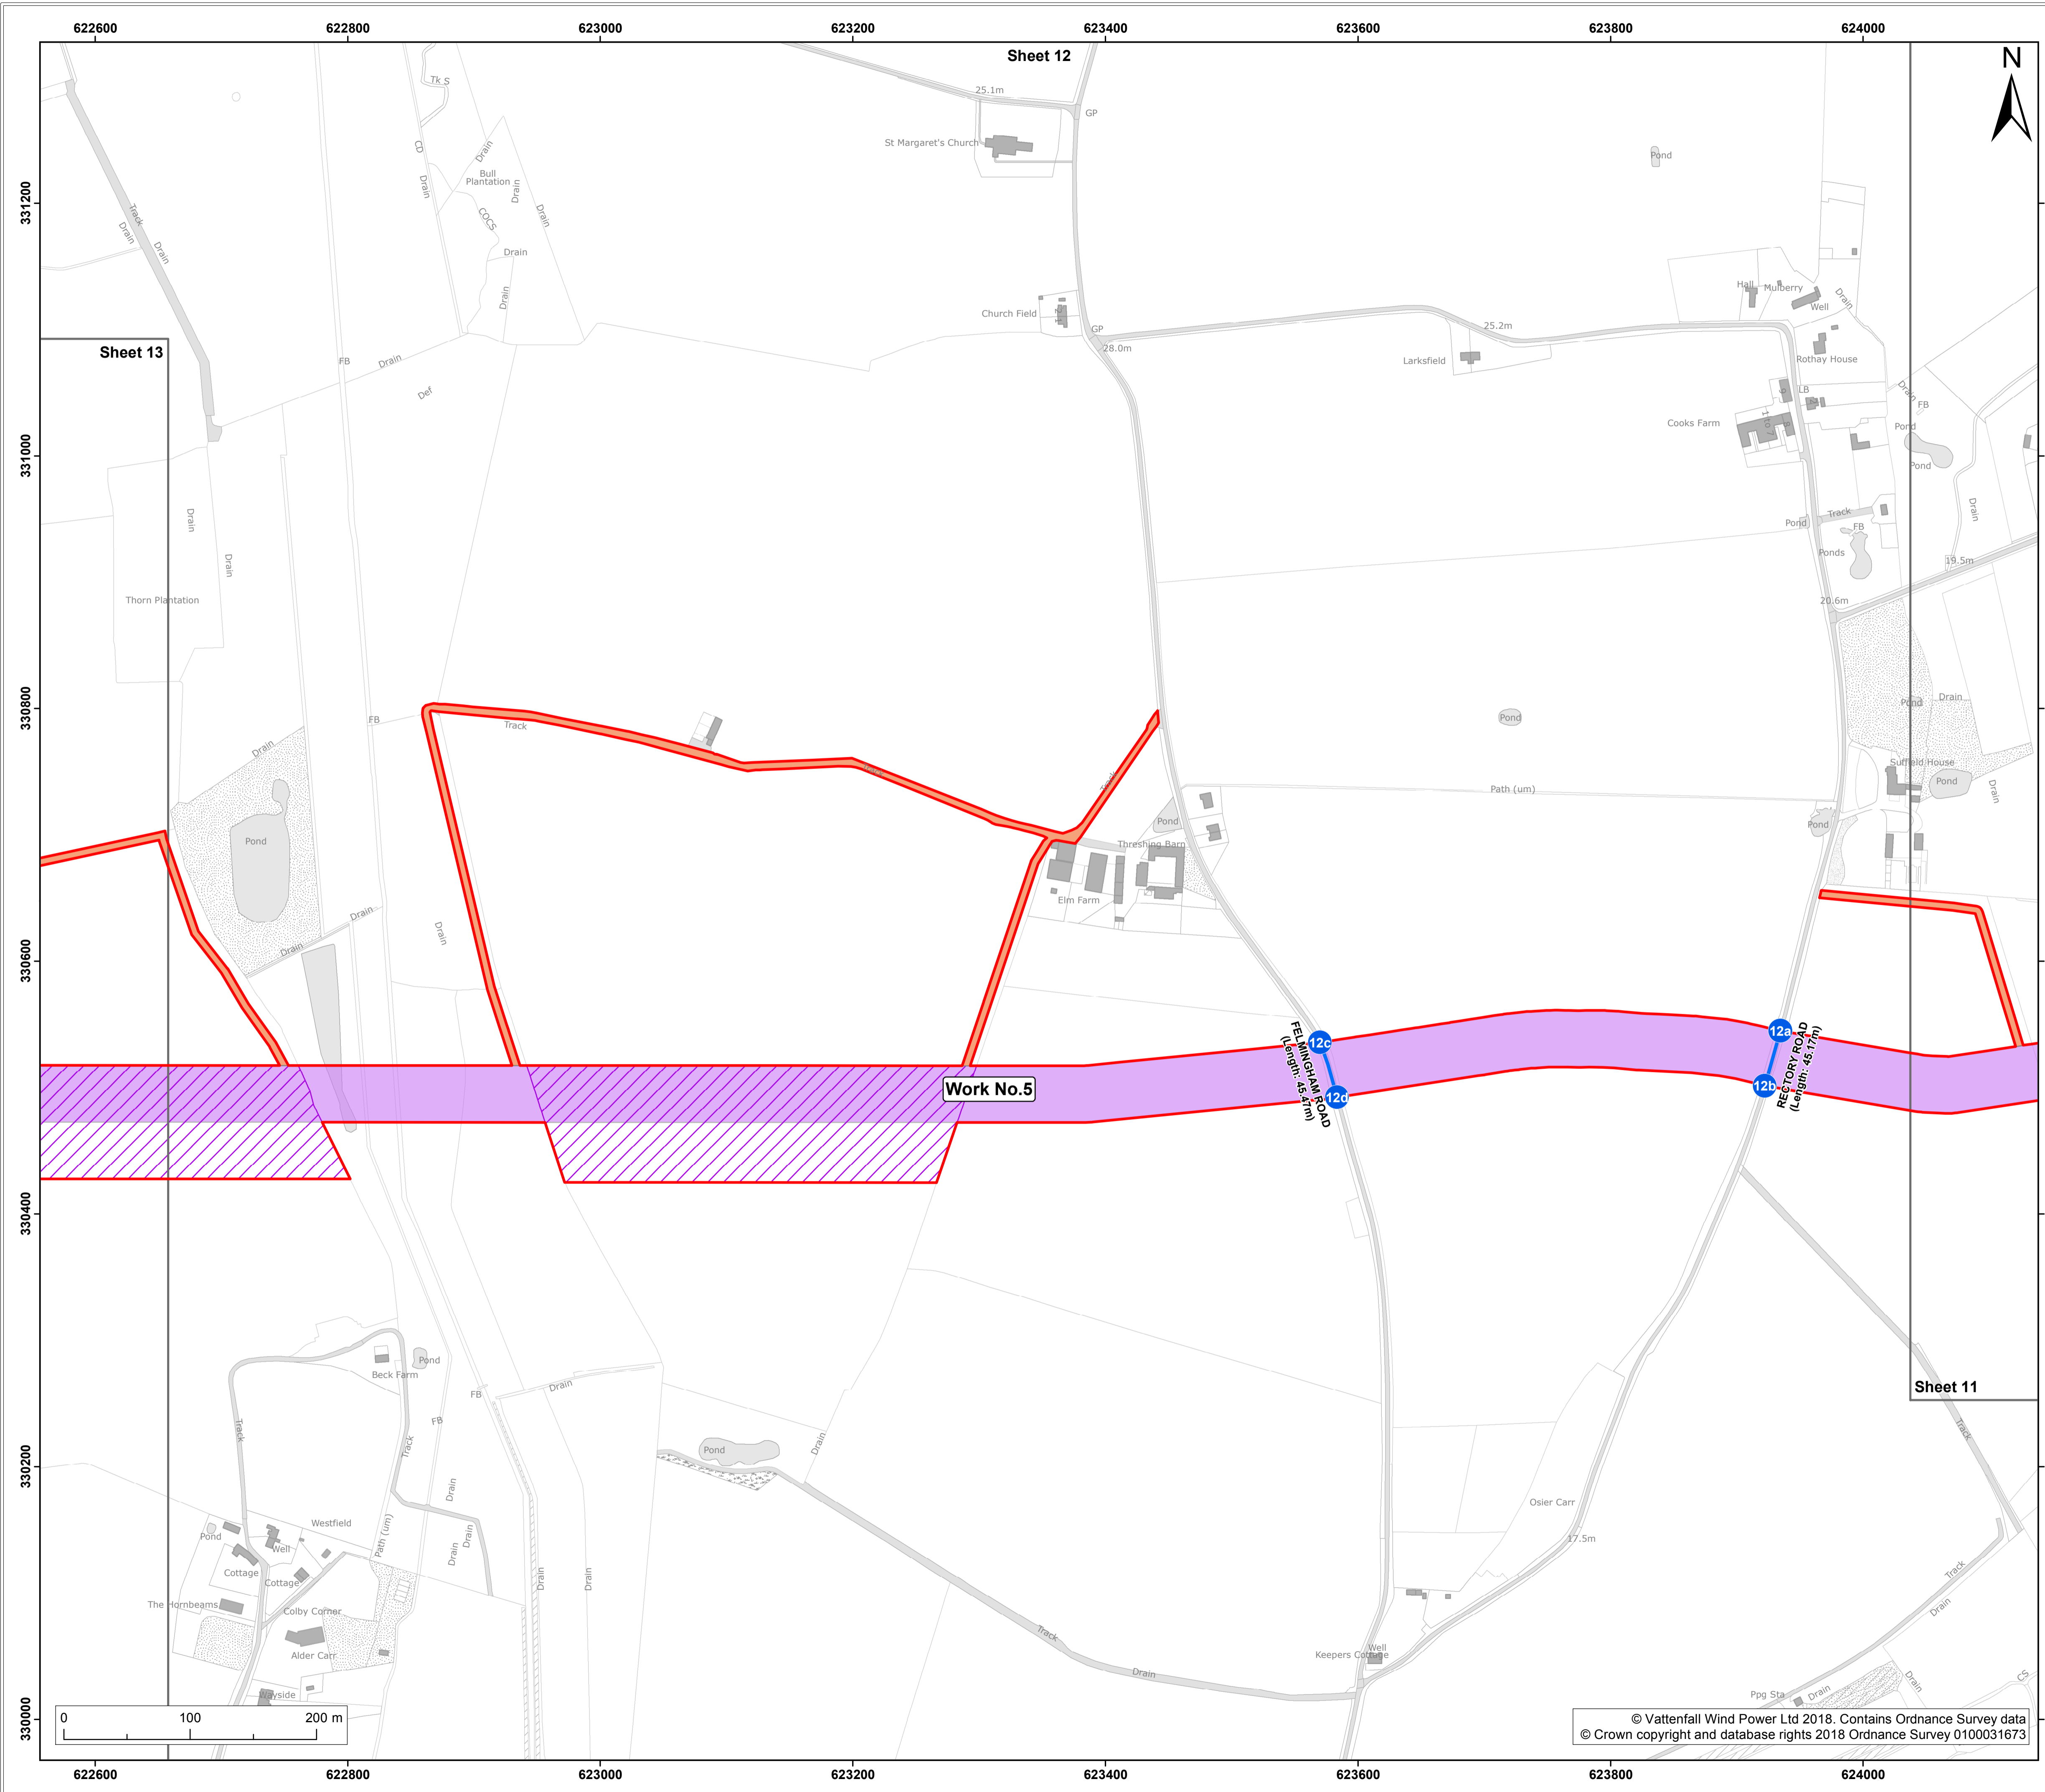 622600 622800 623000 623200 623400 623600 623800 624000
Sheet 12
N
Tk S
25.1m
GP
CD
St Margaret's Church
Drain
Bull
Plantation
Pond
Drain
Drain
331200
Track
Drain
Drain
COCS
Drain
Drain
Drain
Hall
Mulberry
Well
Drain
Church Field
GP
28.0m
25.2m
Sheet 13
FB
Drain
Larksfield
Rothay House
Def
Drain
LB
FB
Cooks Farm
1 to 7
8
9
Pond
Pond
331000
Drain
Drain
Pond
Track
FB
Ponds
Drain
19.5m
Thorn Plantation
20.6m
330800
FB
Track
Pond
Pond
Drain
Drain
Suffield House
Pond
Track
Path (um)
Drain
Pond
Pond
Pond
Threshing Barn
Elm Farm
Drain
Drain
Drain
330600
12c
12a
FELMINGHAM ROAD
(Length: 45.47m)
RECTORY ROAD
(Length: 45.17m)
Work No.5
12d
12b
330400
Beck Farm
Pond
FB
Drain
Sheet 11
Track
Track
FB
Track
Pond
Drain
330200
Drain
Osier Carr
17.5m
Westfield
Pond
Well
Path (um)
Drain
Drain
Cottage
Cottage
Drain
Drain
Track
Drain
The Hornbeams
Colby Corner
Alder Carr
Track
Drain
Well
Keepers Cottage
Wayside
CS
Drain
Ppg Sta
Drain
330000
0 100 200 m
© Vattenfall Wind Power Ltd 2018. Contains Ordnance Survey data
© Crown copyright and database rights 2018 Ordnance Survey 0100031673
622600 622800 623000 623200 623400 623600 623800 624000